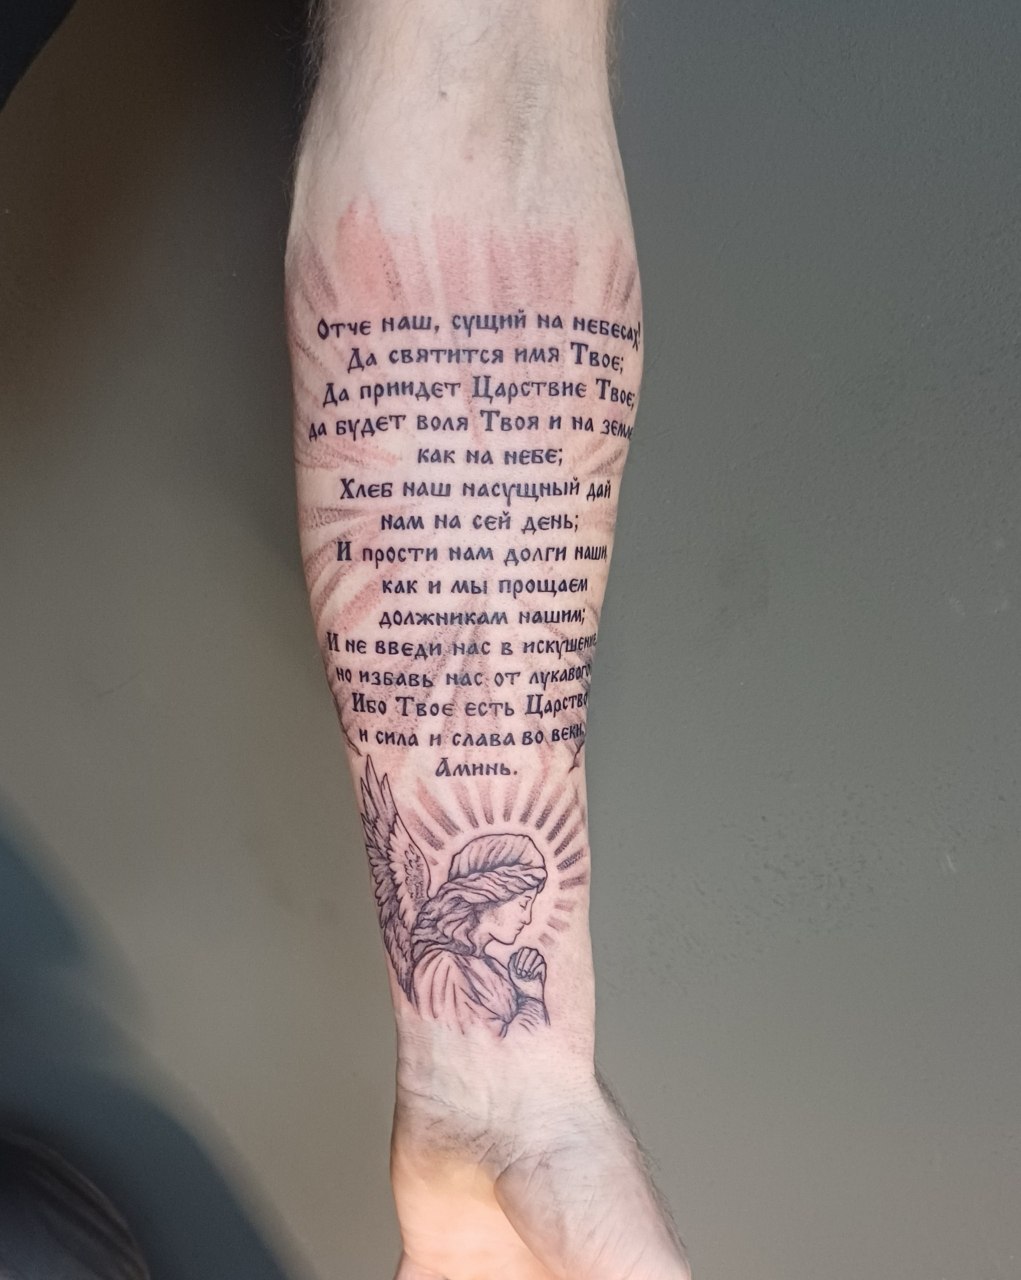 Отче наш, сущий на небесах!
Да святится имя Твое;
Да приидет Царствие Твое;
да будет воля Твоя и на земле
как на небе;
Хлеб наш насущный дай
нам на сей день;
И прости нам долги наши,
как и мы прощаем
должникам нашим;
И не введи нас в искушение,
но избавь нас от лукавого
Ибо Твое есть Царство
и сила и слава во веки.
Аминь.